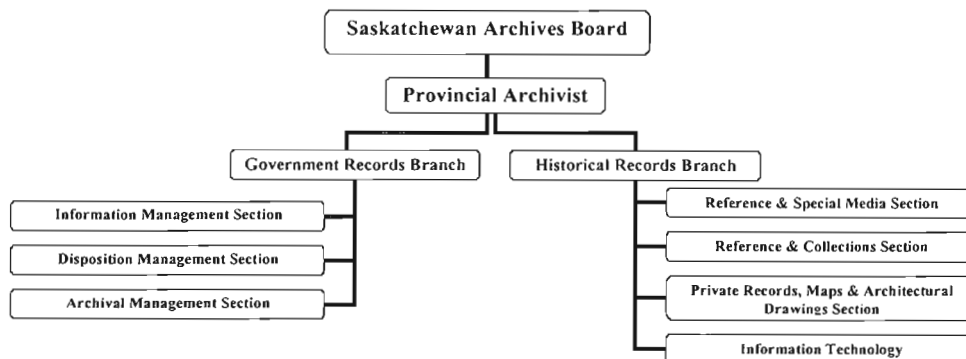 Saskatchewan Archives Board
Provincial Archivist
Government Records Branch
Historical Records Branch
Information Management Section
Disposition Management Section
Archival Management Section
Reference & Special Media Section
Reference & Collections Section
Private Records, Maps & Architectural
Drawings Section
Information Technology